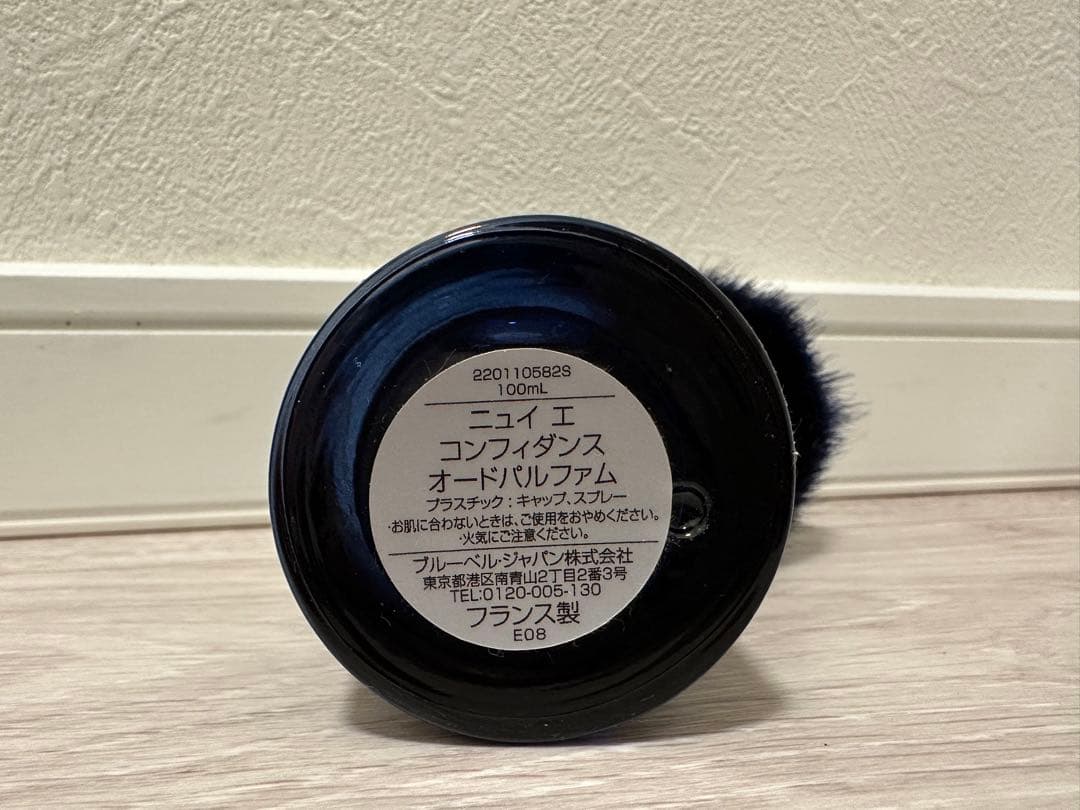 220110582S
100mL
ニュイ エ
コンフィダンス
オードパルファム
プラスチック：キャップ、スプレー
・お肌に合わないときは、ご使用をおやめください。
・火気にご注意ください。
ブルーベル・ジャパン株式会社
東京都港区南青山2丁目2番3号
TEL:0120-005-130
フランス製
E08